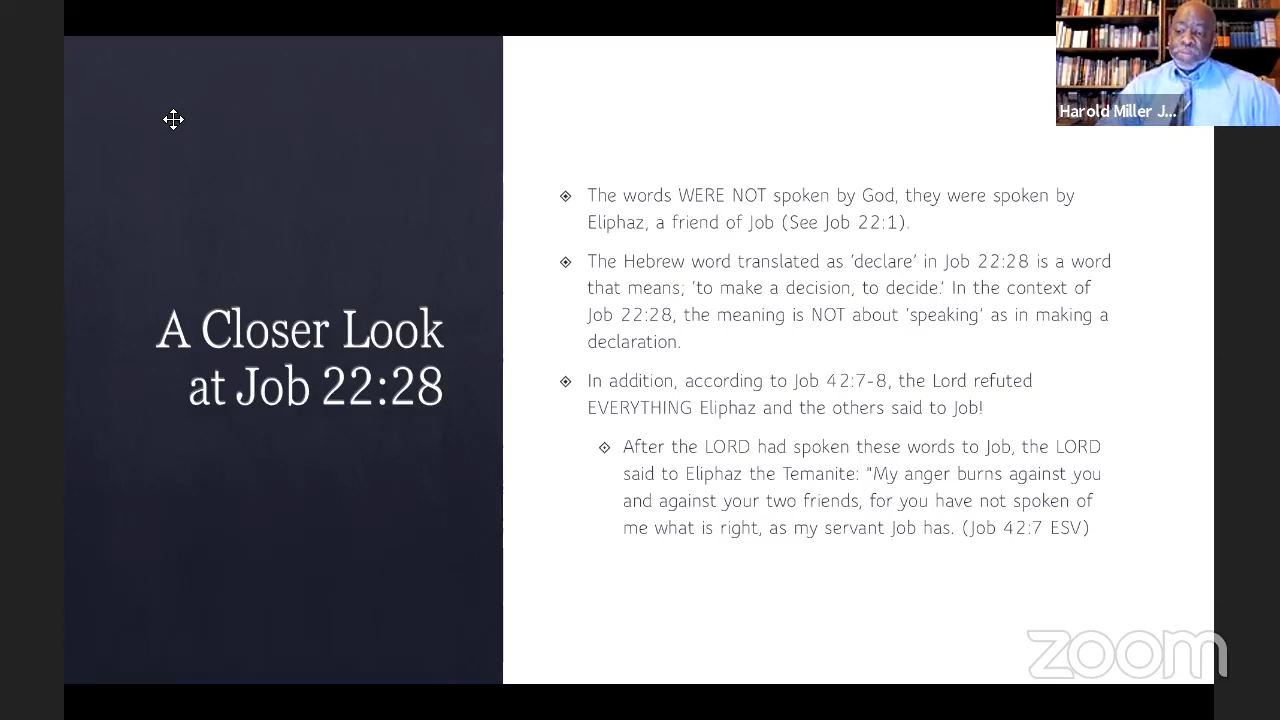 Harold Miller J...
A Closer Look
at Job 22:28
The words WERE NOT spoken by God, they were spoken by
Eliphaz, a friend of Job (See Job 22:1).
The Hebrew word translated as ‘declare’ in Job 22:28 is a word
that means; ‘to make a decision, to decide.’ In the context of
Job 22:28, the meaning is NOT about ‘speaking’ as in making a
declaration.
In addition, according to Job 42:7-8, the Lord refuted
EVERYTHING Eliphaz and the others said to Job!
After the LORD had spoken these words to Job, the LORD
said to Eliphaz the Temanite: "My anger burns against you
and against your two friends, for you have not spoken of
me what is right, as my servant Job has. (Job 42:7 ESV)
zoom